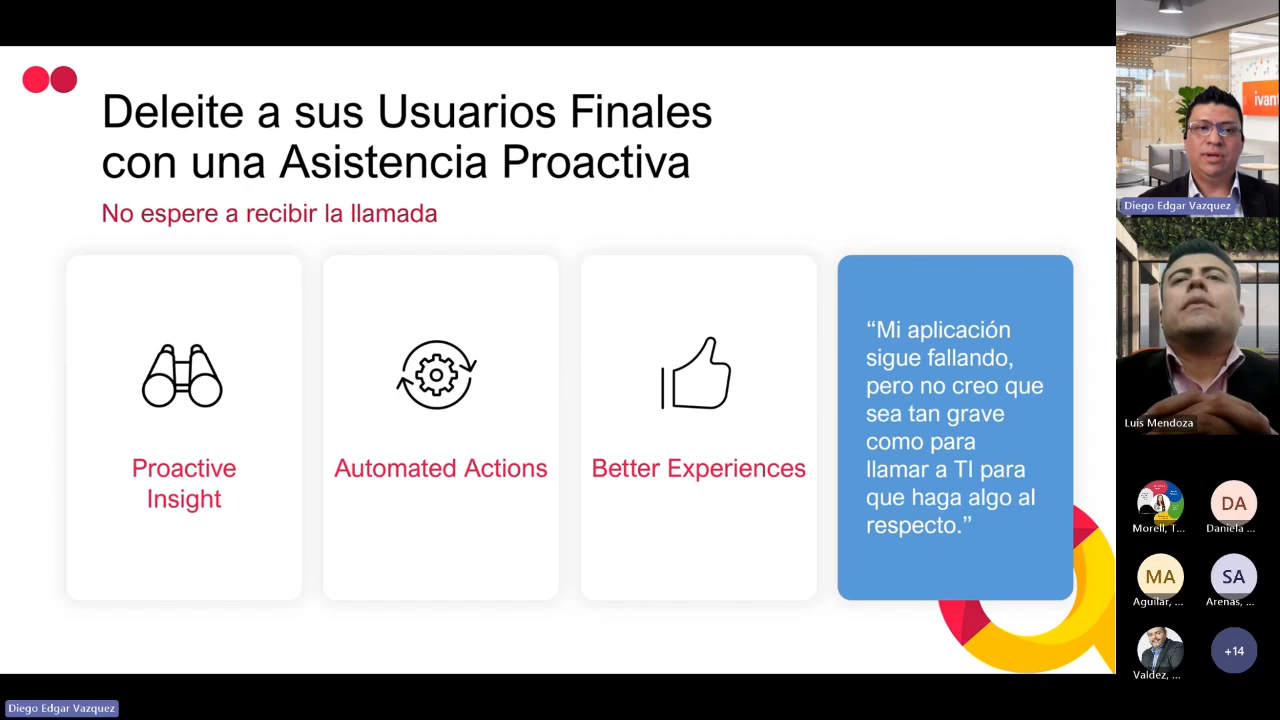 Deleite a sus Usuarios Finales
con una Asistencia Proactiva
No espere a recibir la llamada
Proactive
Insight
Automated Actions
Better Experiences
“Mi aplicación
sigue fallando,
pero no creo que
sea tan grave
como para
llamar a TI para
que haga algo al
respecto.”
ivant
Diego Edgar Vazquez
Luis Mendoza
Morell, T...
DA
Daniela ...
MA
Aguilar, ...
SA
Arenas, ...
Valdez, ...
+14
Diego Edgar Vazquez